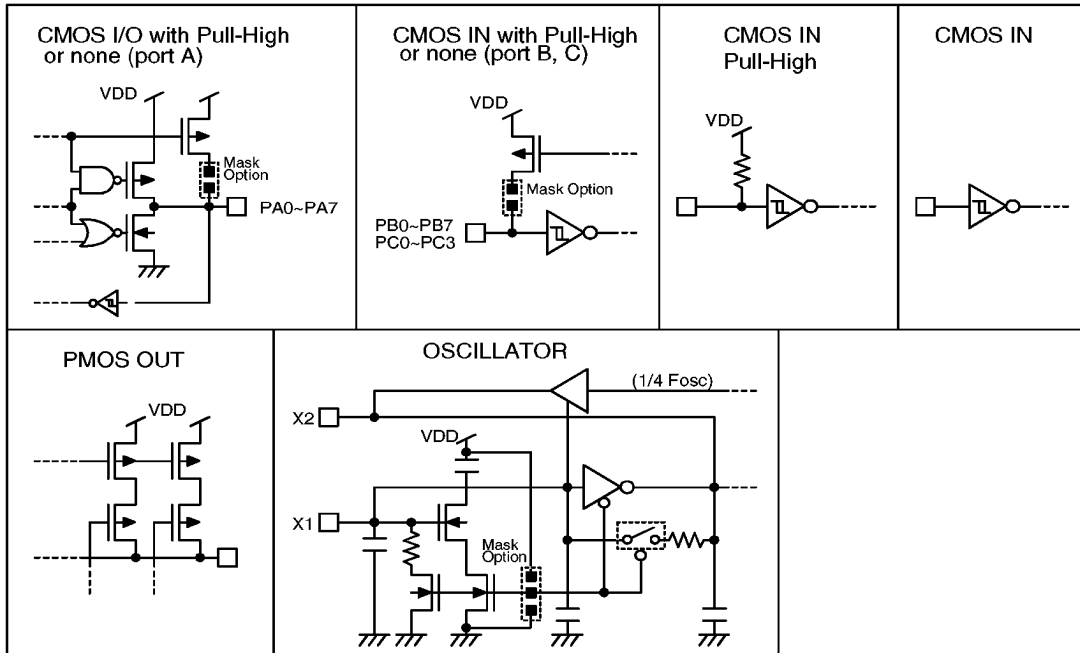 CMOS I/O with Pull-High
or none (port A)
VDD
Mask
Option
PA0~PA7
CMOS IN with Pull-High
or none (port B, C)
VDD
Mask Option
PB0~PB7
PC0~PC3
CMOS IN
Pull-High
VDD
CMOS IN
PMOS OUT
VDD
OSCILLATOR
(1/4 Fosc)
X2
VDD
X1
Mask
Option